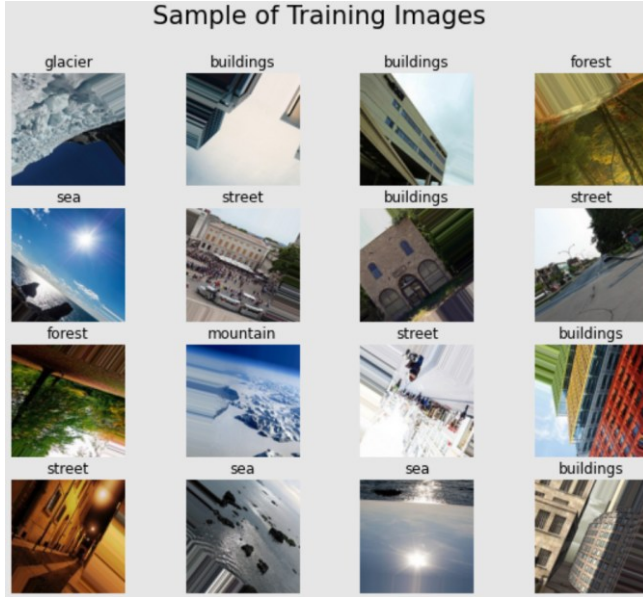 Sample of Training Images
glacier buildings buildings forest
sea street buildings street
forest mountain street buildings
street sea sea buildings